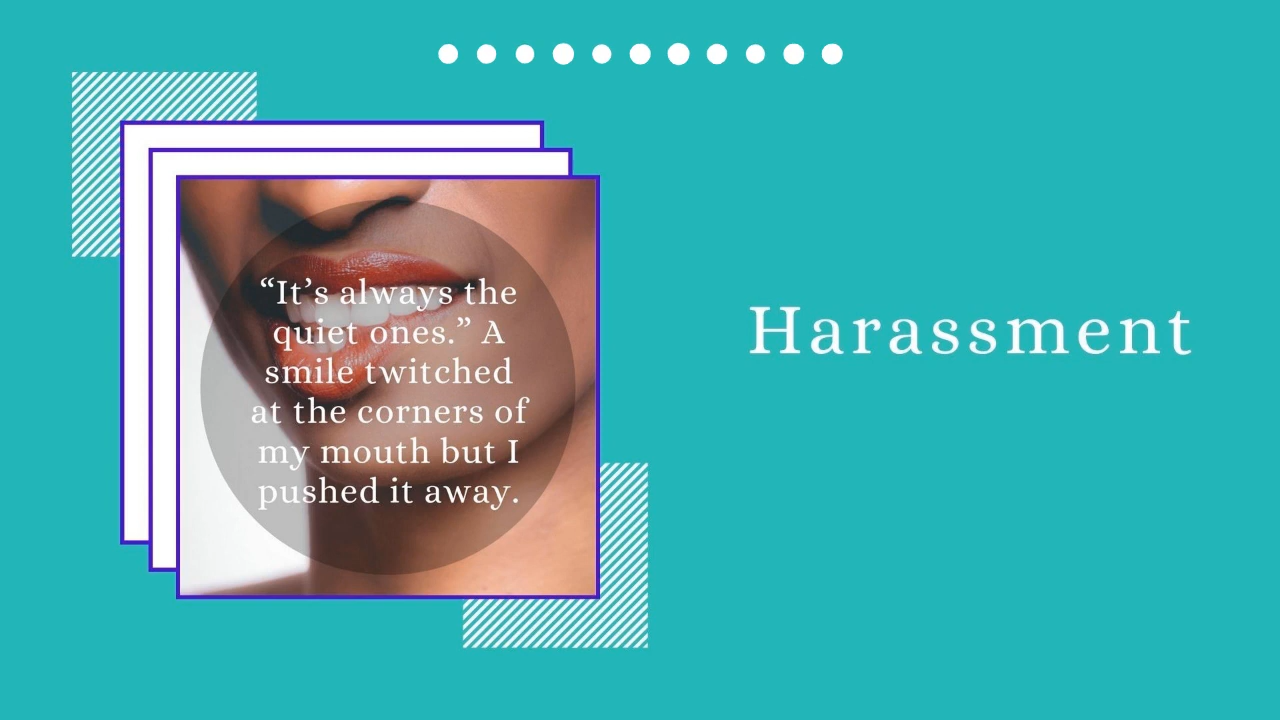 “It’s always the
quiet ones.” A
smile twitched
at the corners of
my mouth but I
pushed it away.
Harassment